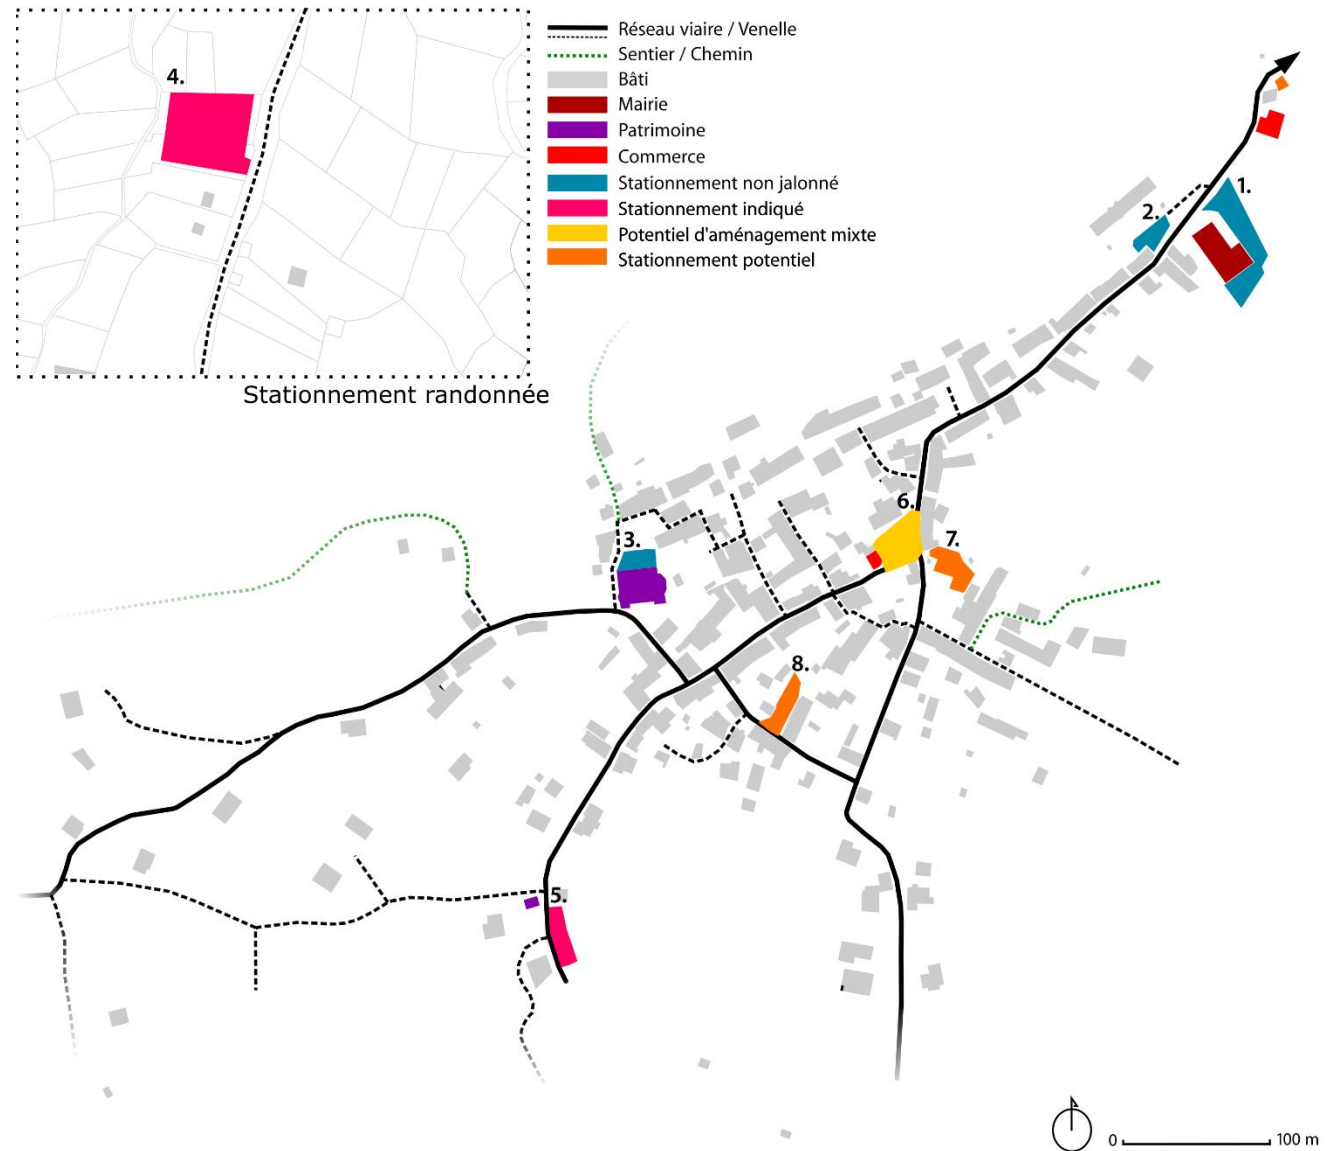 4.
Stationnement randonnée
Réseau viaire / Venelle
Sentier / Chemin
Bâti
Mairie
Patrimoine
Commerce
Stationnement non jalonné
Stationnement indiqué
Potentiel d'aménagement mixte
Stationnement potentiel
1.
2.
6.
3.
7.
8.
5.
0 100 m